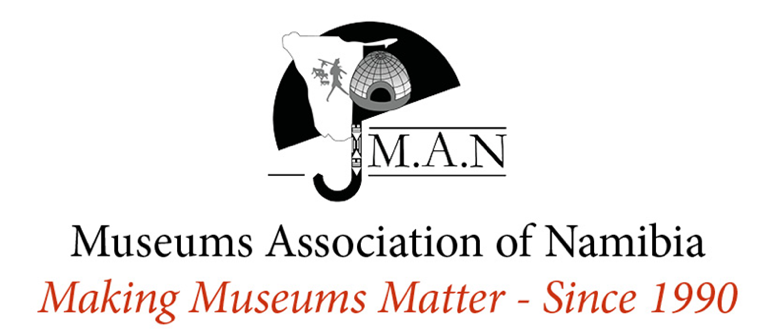 M.A.N
Museums Association of Namibia
Making Museums Matter - Since 1990